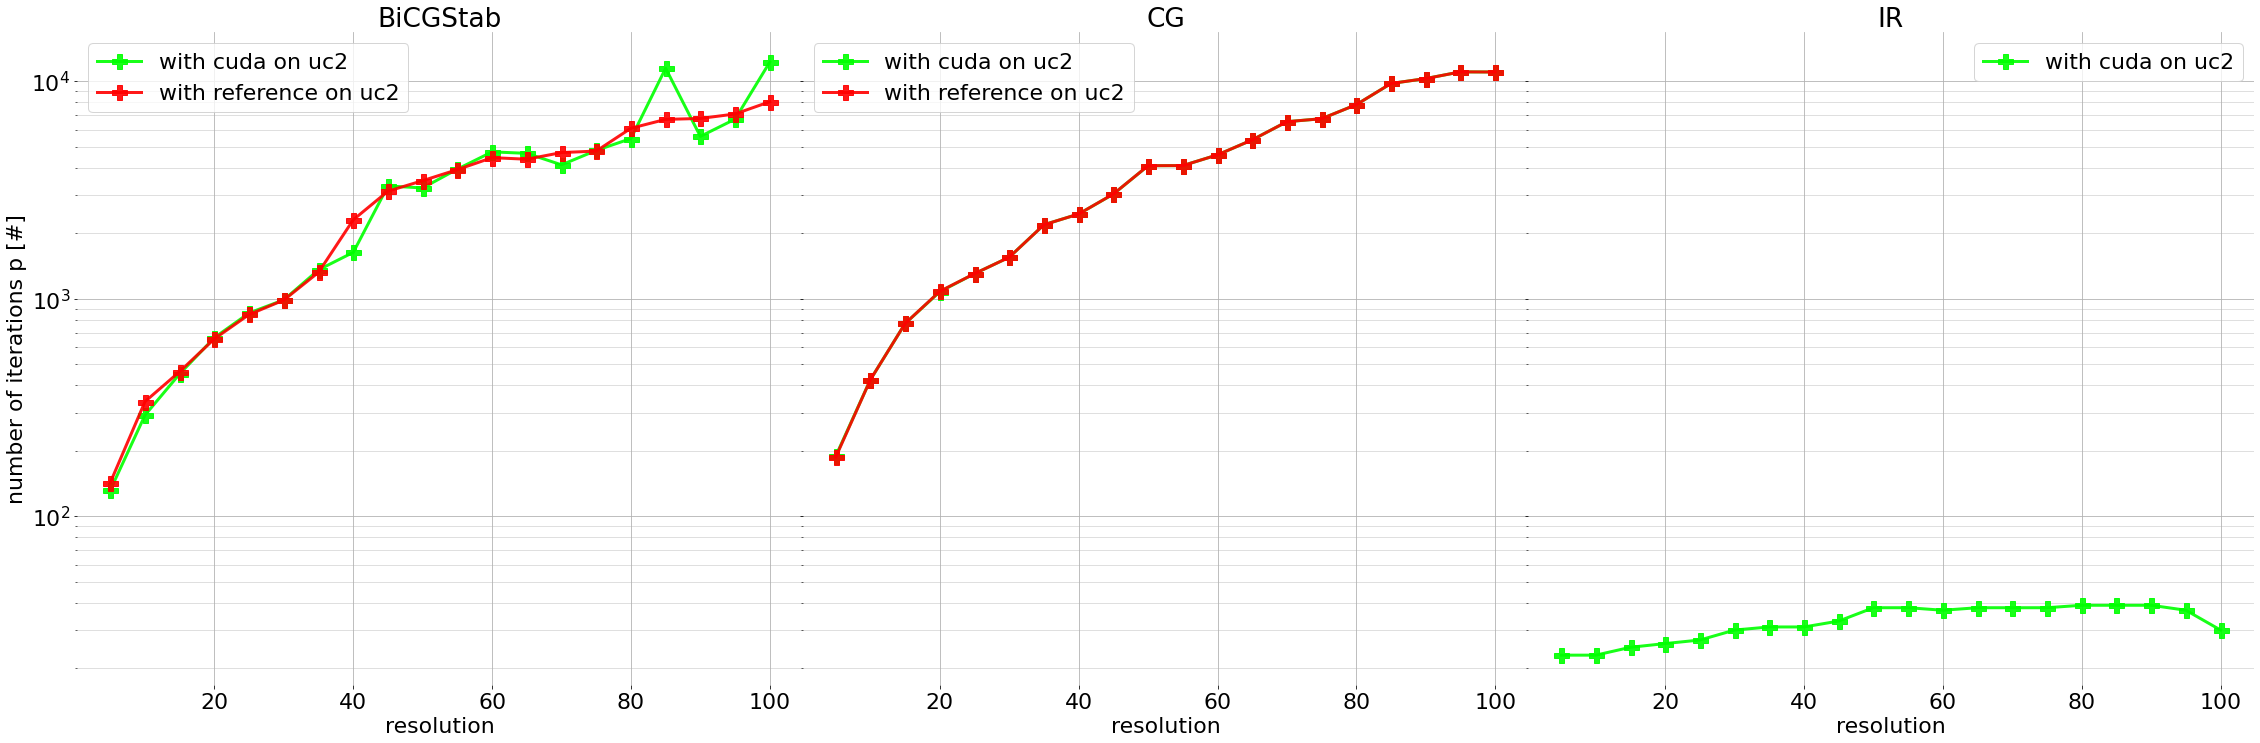 BiCGStab
CG
IR
with cuda on uc2
with reference on uc2
with cuda on uc2
with reference on uc2
with cuda on uc2
number of iterations p [#]
10^4
10^3
10^2
20 40 60 80 100
20 40 60 80 100
20 40 60 80 100
resolution
resolution
resolution